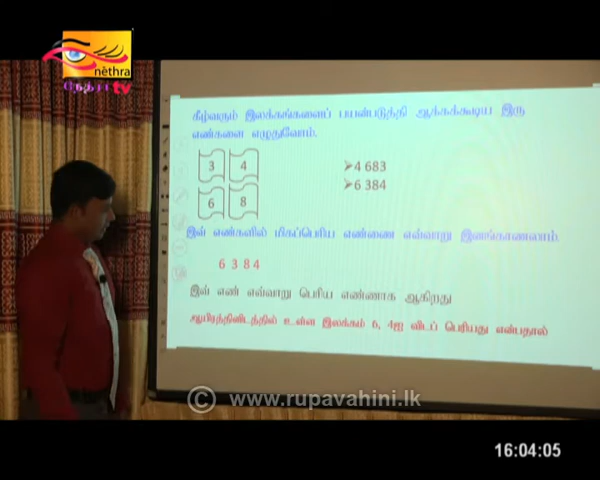 nethra
நேத்ரா tv
கீழ்வரும் இலக்கங்களைப் பயன்படுத்தி ஆக்கக்கூடிய இரு
எண்களை எழுதுவோம்.
3 4
➢4 683
6 8
➢6 384
இவ் எண்களில் மிகப்பெரிய எண்ணை எவ்வாறு இனங்காணலாம்.
6 3 8 4
இவ் எண் எவ்வாறு பெரிய எண்ணாக ஆகிறது
ஆயிரத்தினிடத்தில் உள்ள இலக்கம் 6, 4ஐ விடப் பெரியது என்பதால்
© www.rupavahini.lk
16:04:05